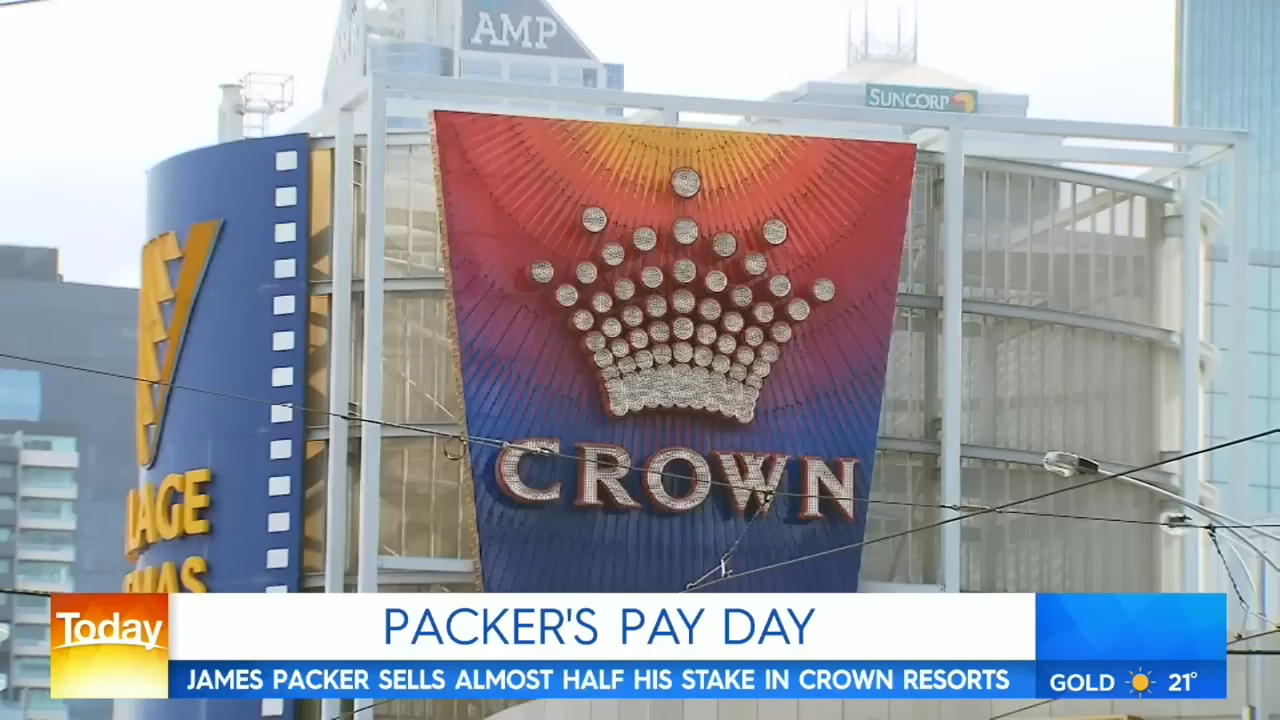 AMP
SUNCORP
LAGE
CROWN
Today
PACKER'S PAY DAY
JAMES PACKER SELLS ALMOST HALF HIS STAKE IN CROWN RESORTS
GOLD 21°